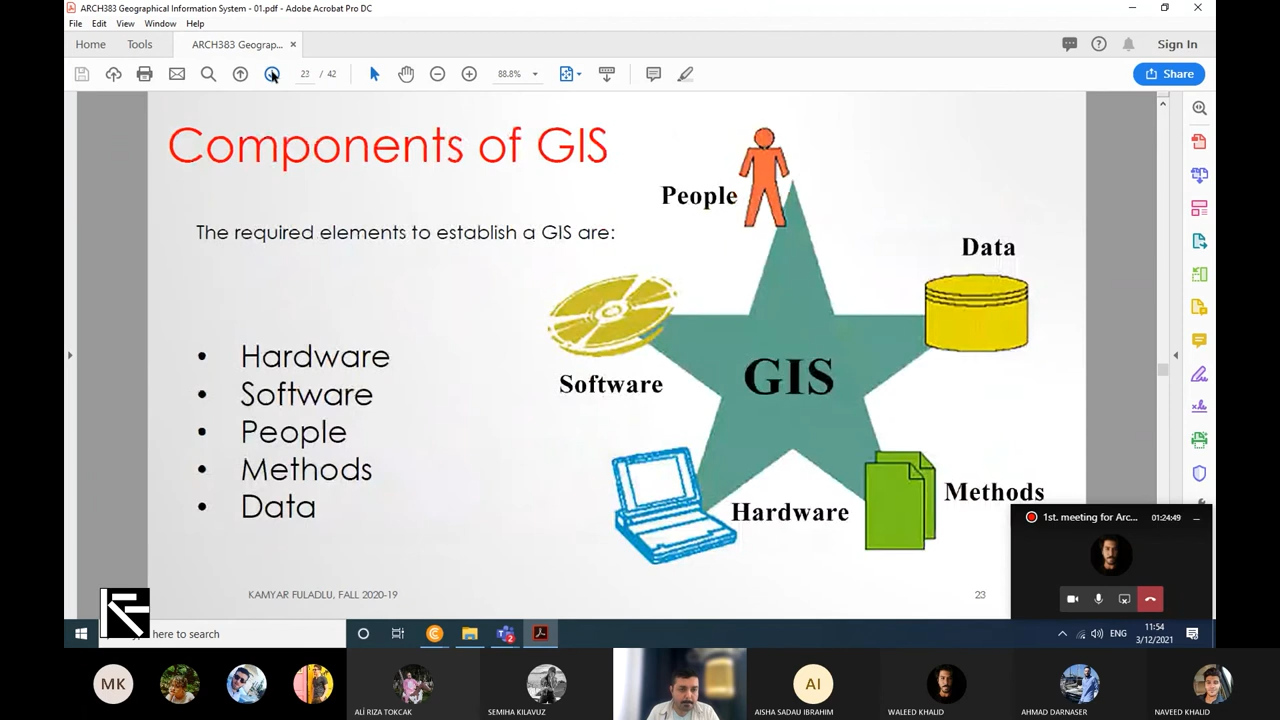 ARCH383 Geographical Information System - 01.pdf - Adobe Acrobat Pro DC
File Edit View Window Help
Home Tools ARCH383 Geograp... × Sign In
23 / 42 88.8% Share
Components of GIS
People
The required elements to establish a GIS are:
Data
Software
GIS
• Hardware
• Software
• People
• Methods
• Data
Hardware
Methods
1st. meeting for Arc... 01:24:49
KAMYAR FULADLU, FALL 2020-19 23
here to search
ENG
11:54
3/12/2021
MK
ALİ RIZA TOKCAK
SEMIHA KILAVUZ
AI
AISHA SADAU IBRAHIM
WALEED KHALID
AHMAD DARNASER
NAVEED KHALID